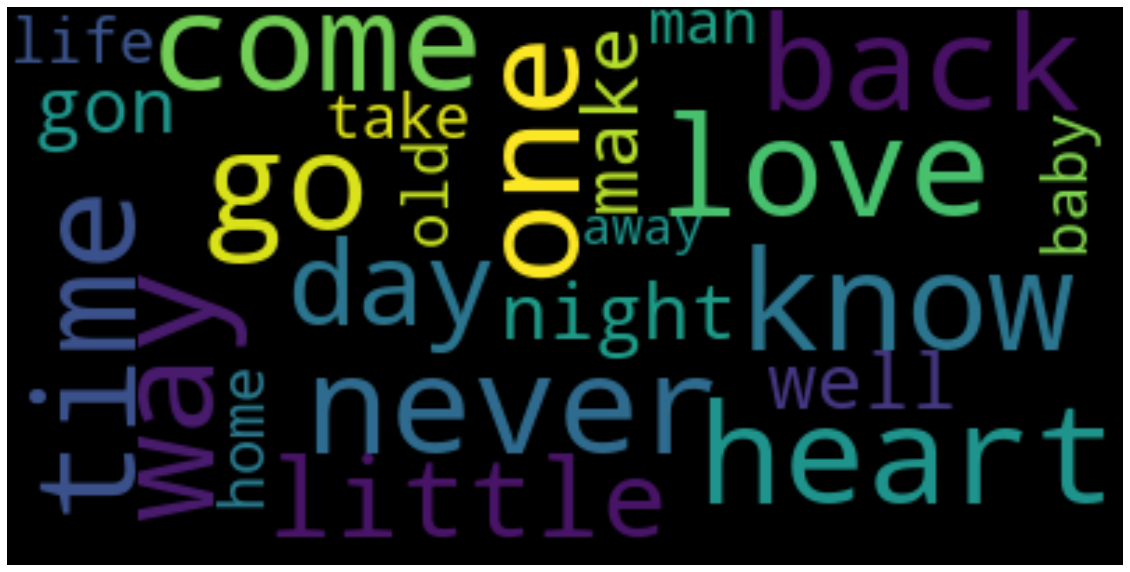 life
come
man
back
gon
take
one
make
love
baby
go
old
away
time
way
day
night
know
never
well
home
little
heart